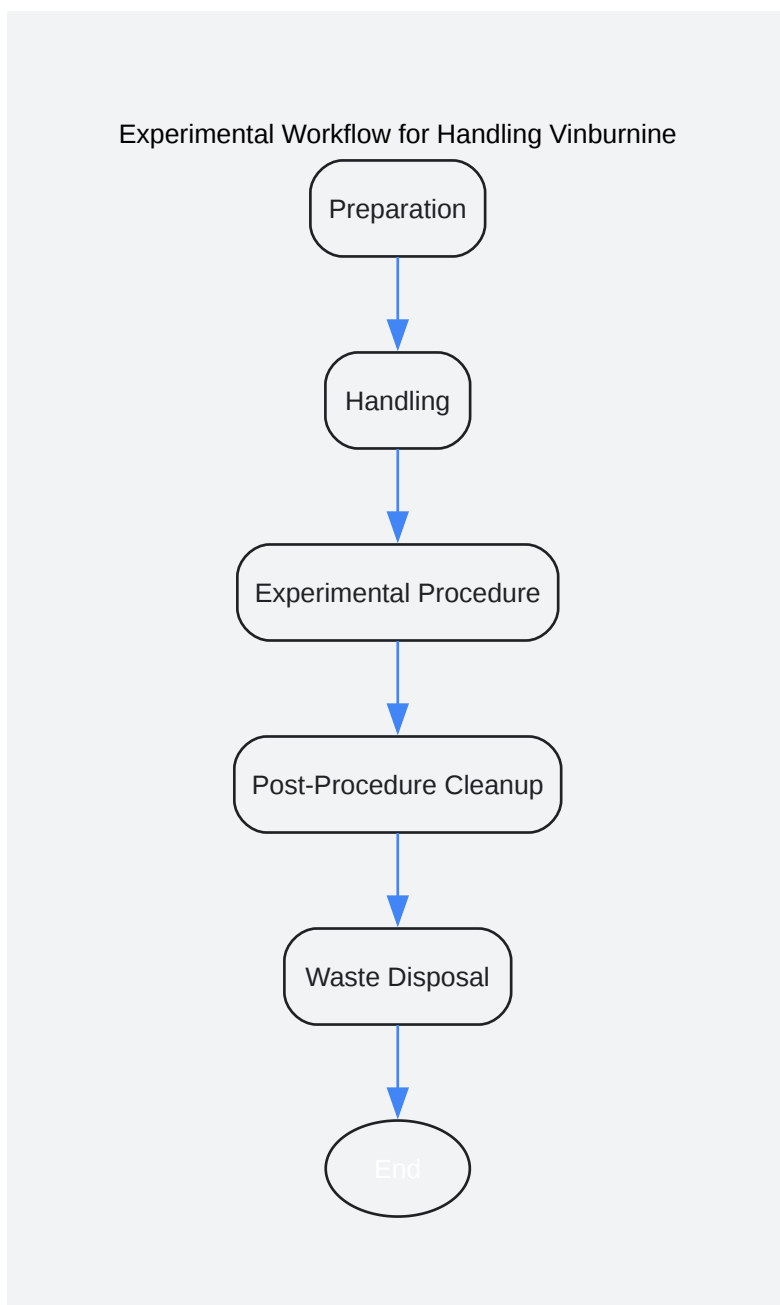 Experimental Workflow for Handling Vinburnine
Preparation
Handling
Experimental Procedure
Post-Procedure Cleanup
Waste Disposal
End